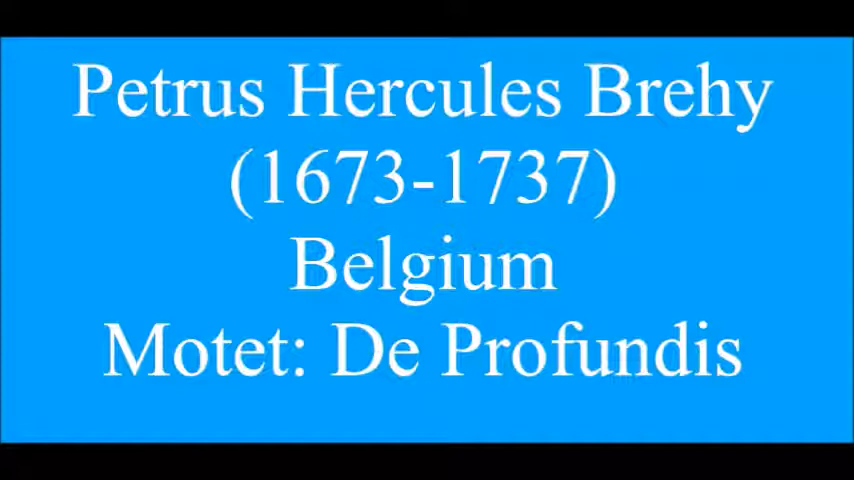 Petrus Hercules Brehy
(1673-1737)
Belgium
Motet: De Profundis